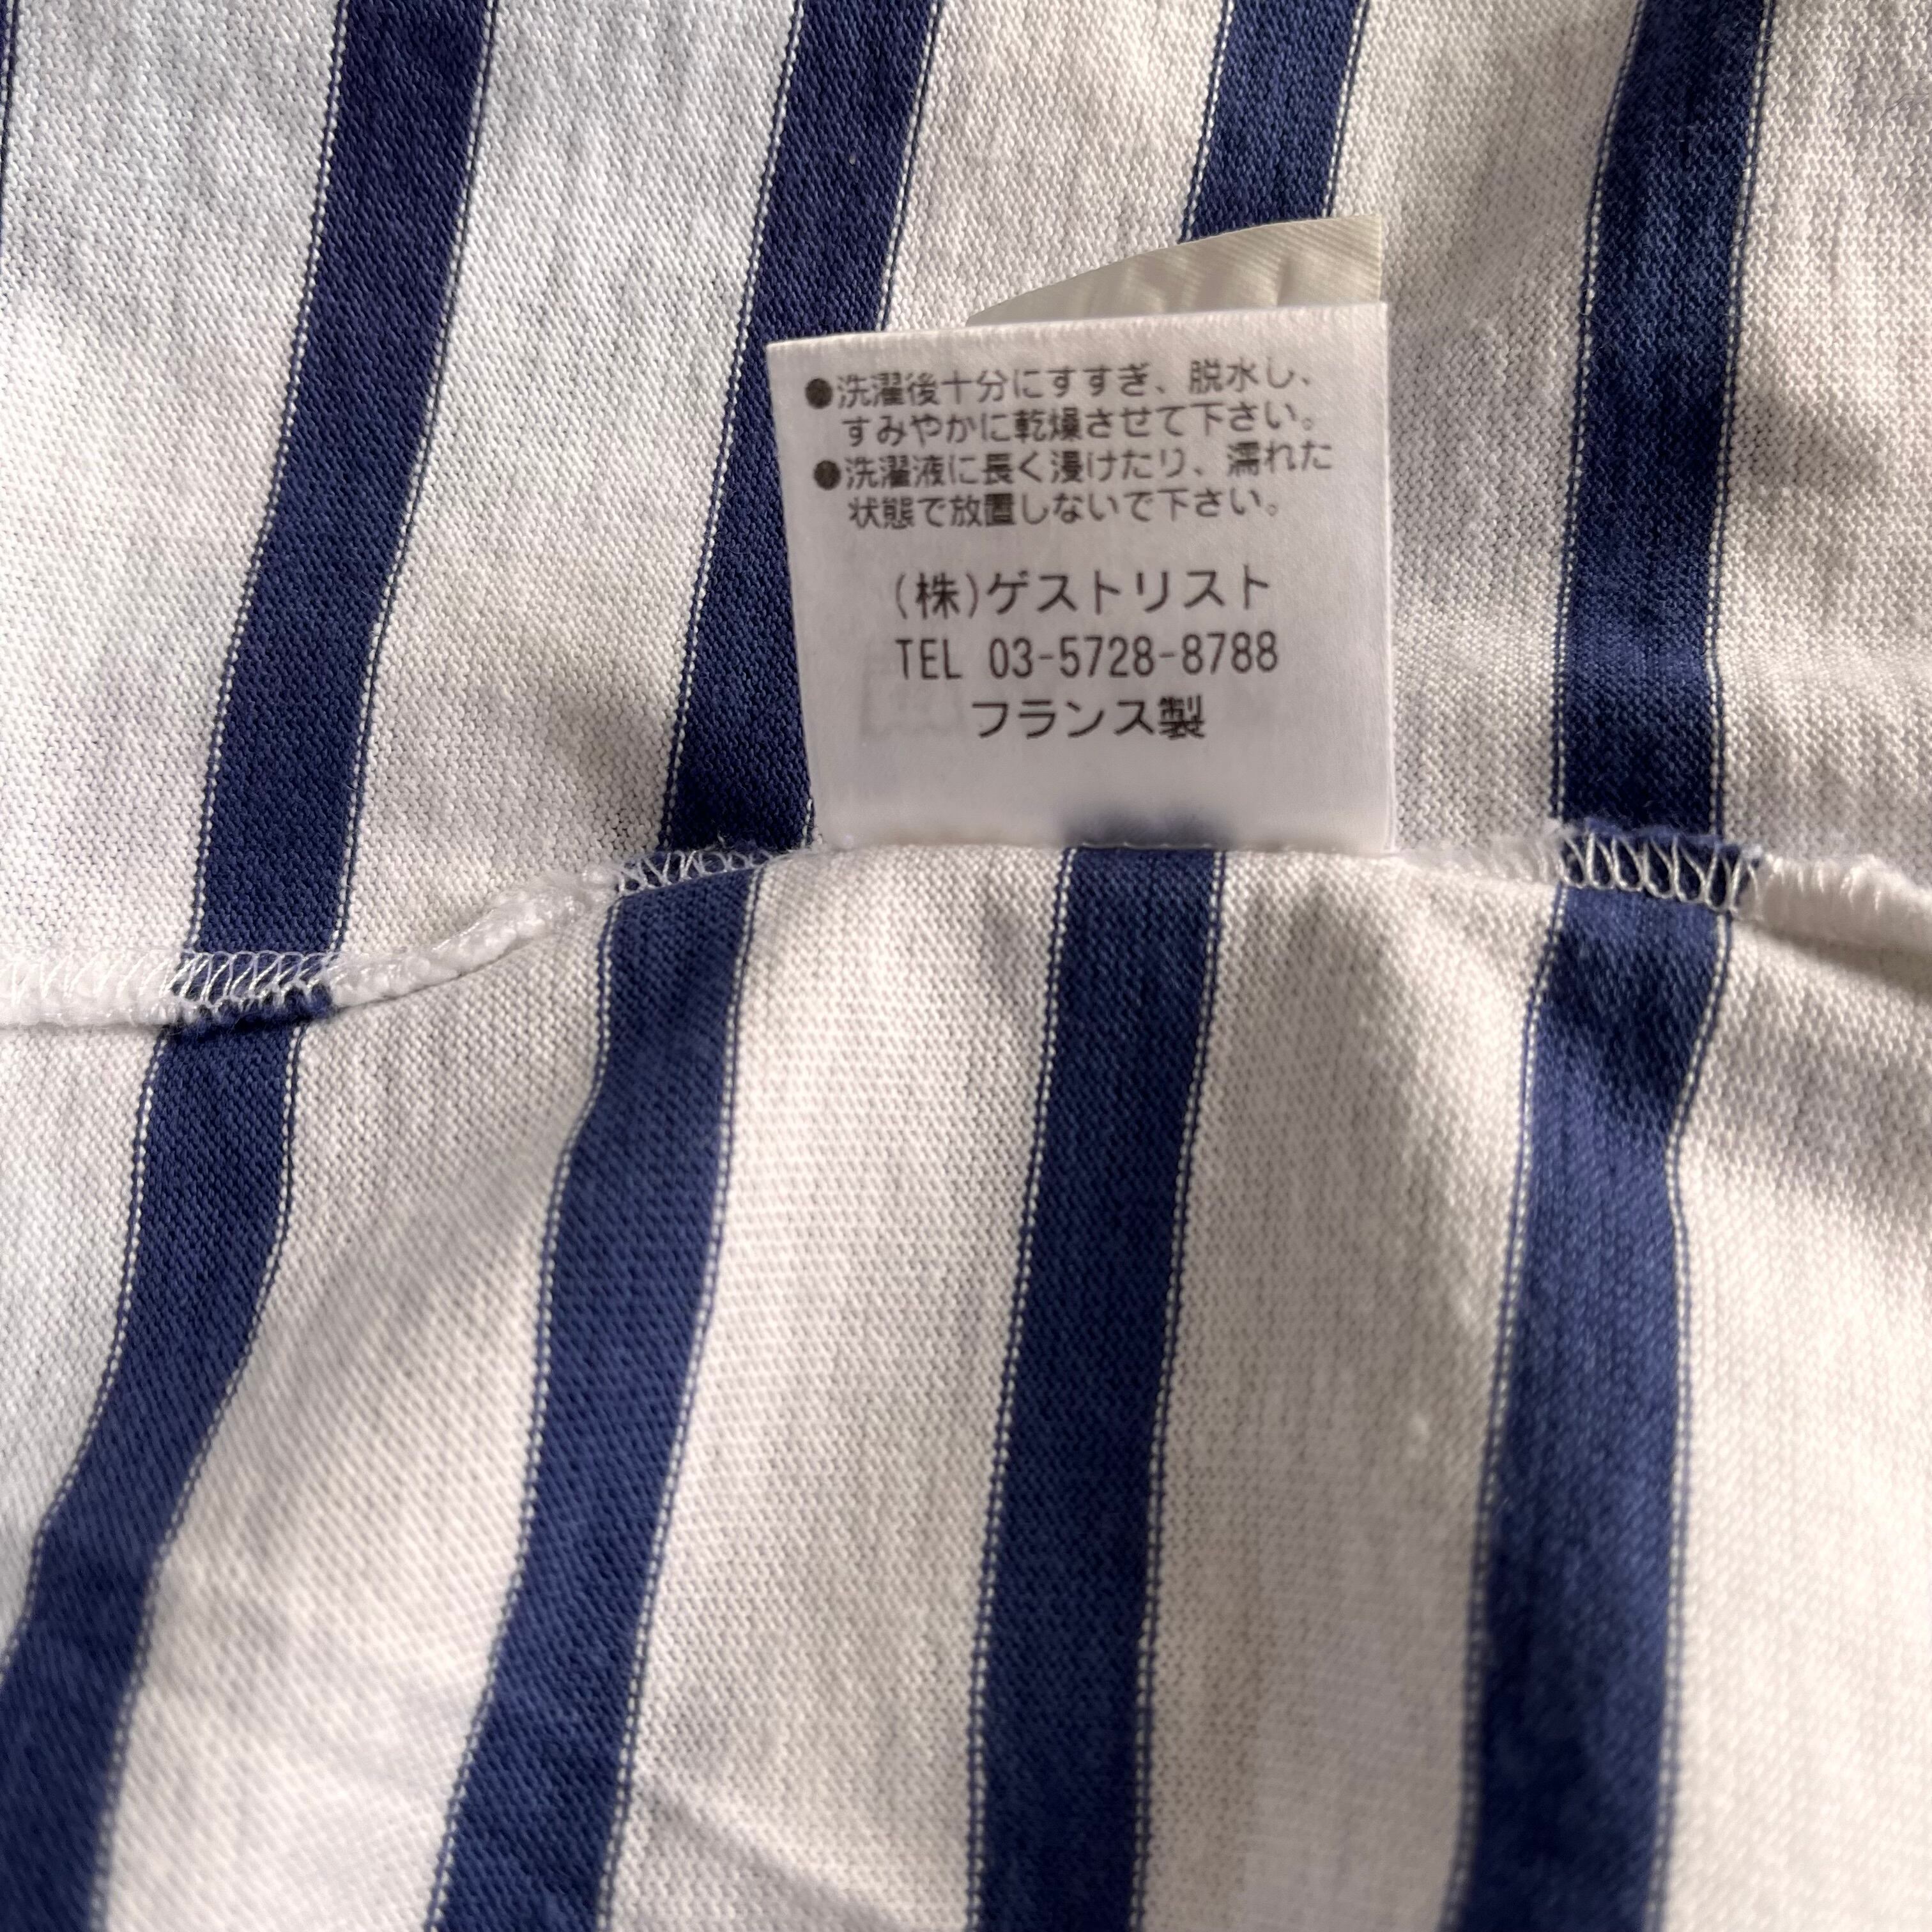 ●洗濯後十分にすすぎ、脱水し、
すみやかに乾燥させて下さい。
●洗濯液に長く浸けたり、濡れた
状態で放置しないで下さい。
(株)ゲストリスト
TEL 03-5728-8788
フランス製